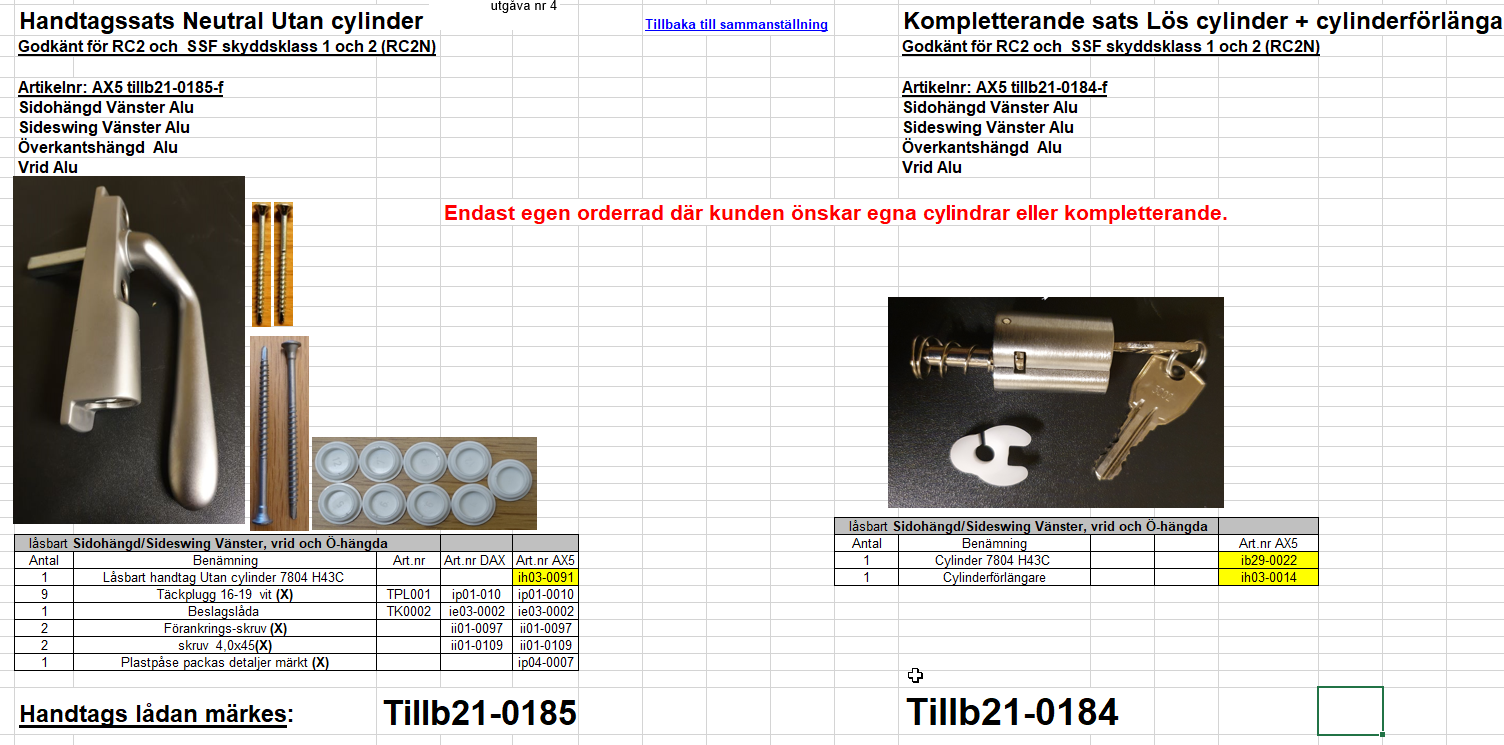 utgåva nr 4
Handtagssats Neutral Utan cylinder
Godkänt för RC2 och  SSF skyddsklass 1 och 2 (RC2N)
Tillbaka till sammanställning
Artikelnr: AX5 tillb21-0185-f
Sidohängd Vänster Alu
Sideswing Vänster Alu
Överkantshängd  Alu
Vrid Alu
Kompletterande sats Lös cylinder + cylinderförlänga
Godkänt för RC2 och  SSF skyddsklass 1 och 2 (RC2N)
Artikelnr: AX5 tillb21-0184-f
Sidohängd Vänster Alu
Sideswing Vänster Alu
Överkantshängd  Alu
Vrid Alu
Endast egen orderrad där kunden önskar egna cylindrar eller kompletterande.
låsbart Sidohängd/Sideswing Vänster, vrid och Ö-hängda
Antal Benämning Art.nr Art.nr DAX Art.nr AX5
1 Låsbart handtag Utan cylinder 7804 H43C ih03-0091
9 Täckplugg 16-19  vit (X) TPL001 ip01-010 ip01-0010
1 Beslagslåda TK0002 ie03-0002 ie03-0002
2 Förankrings-skruv (X) ii01-0097 ii01-0097
2 skruv  4,0x45(X) ii01-0109 ii01-0109
1 Plastpåse packas detaljer märkt (X) ip04-0007
låsbart Sidohängd/Sideswing Vänster, vrid och Ö-hängda
Antal Benämning Art.nr AX5
1 Cylinder 7804 H43C ib29-0022
1 Cylinderförlängare ih03-0014
Handtags lådan märkes: Tillb21-0185
Tillb21-0184